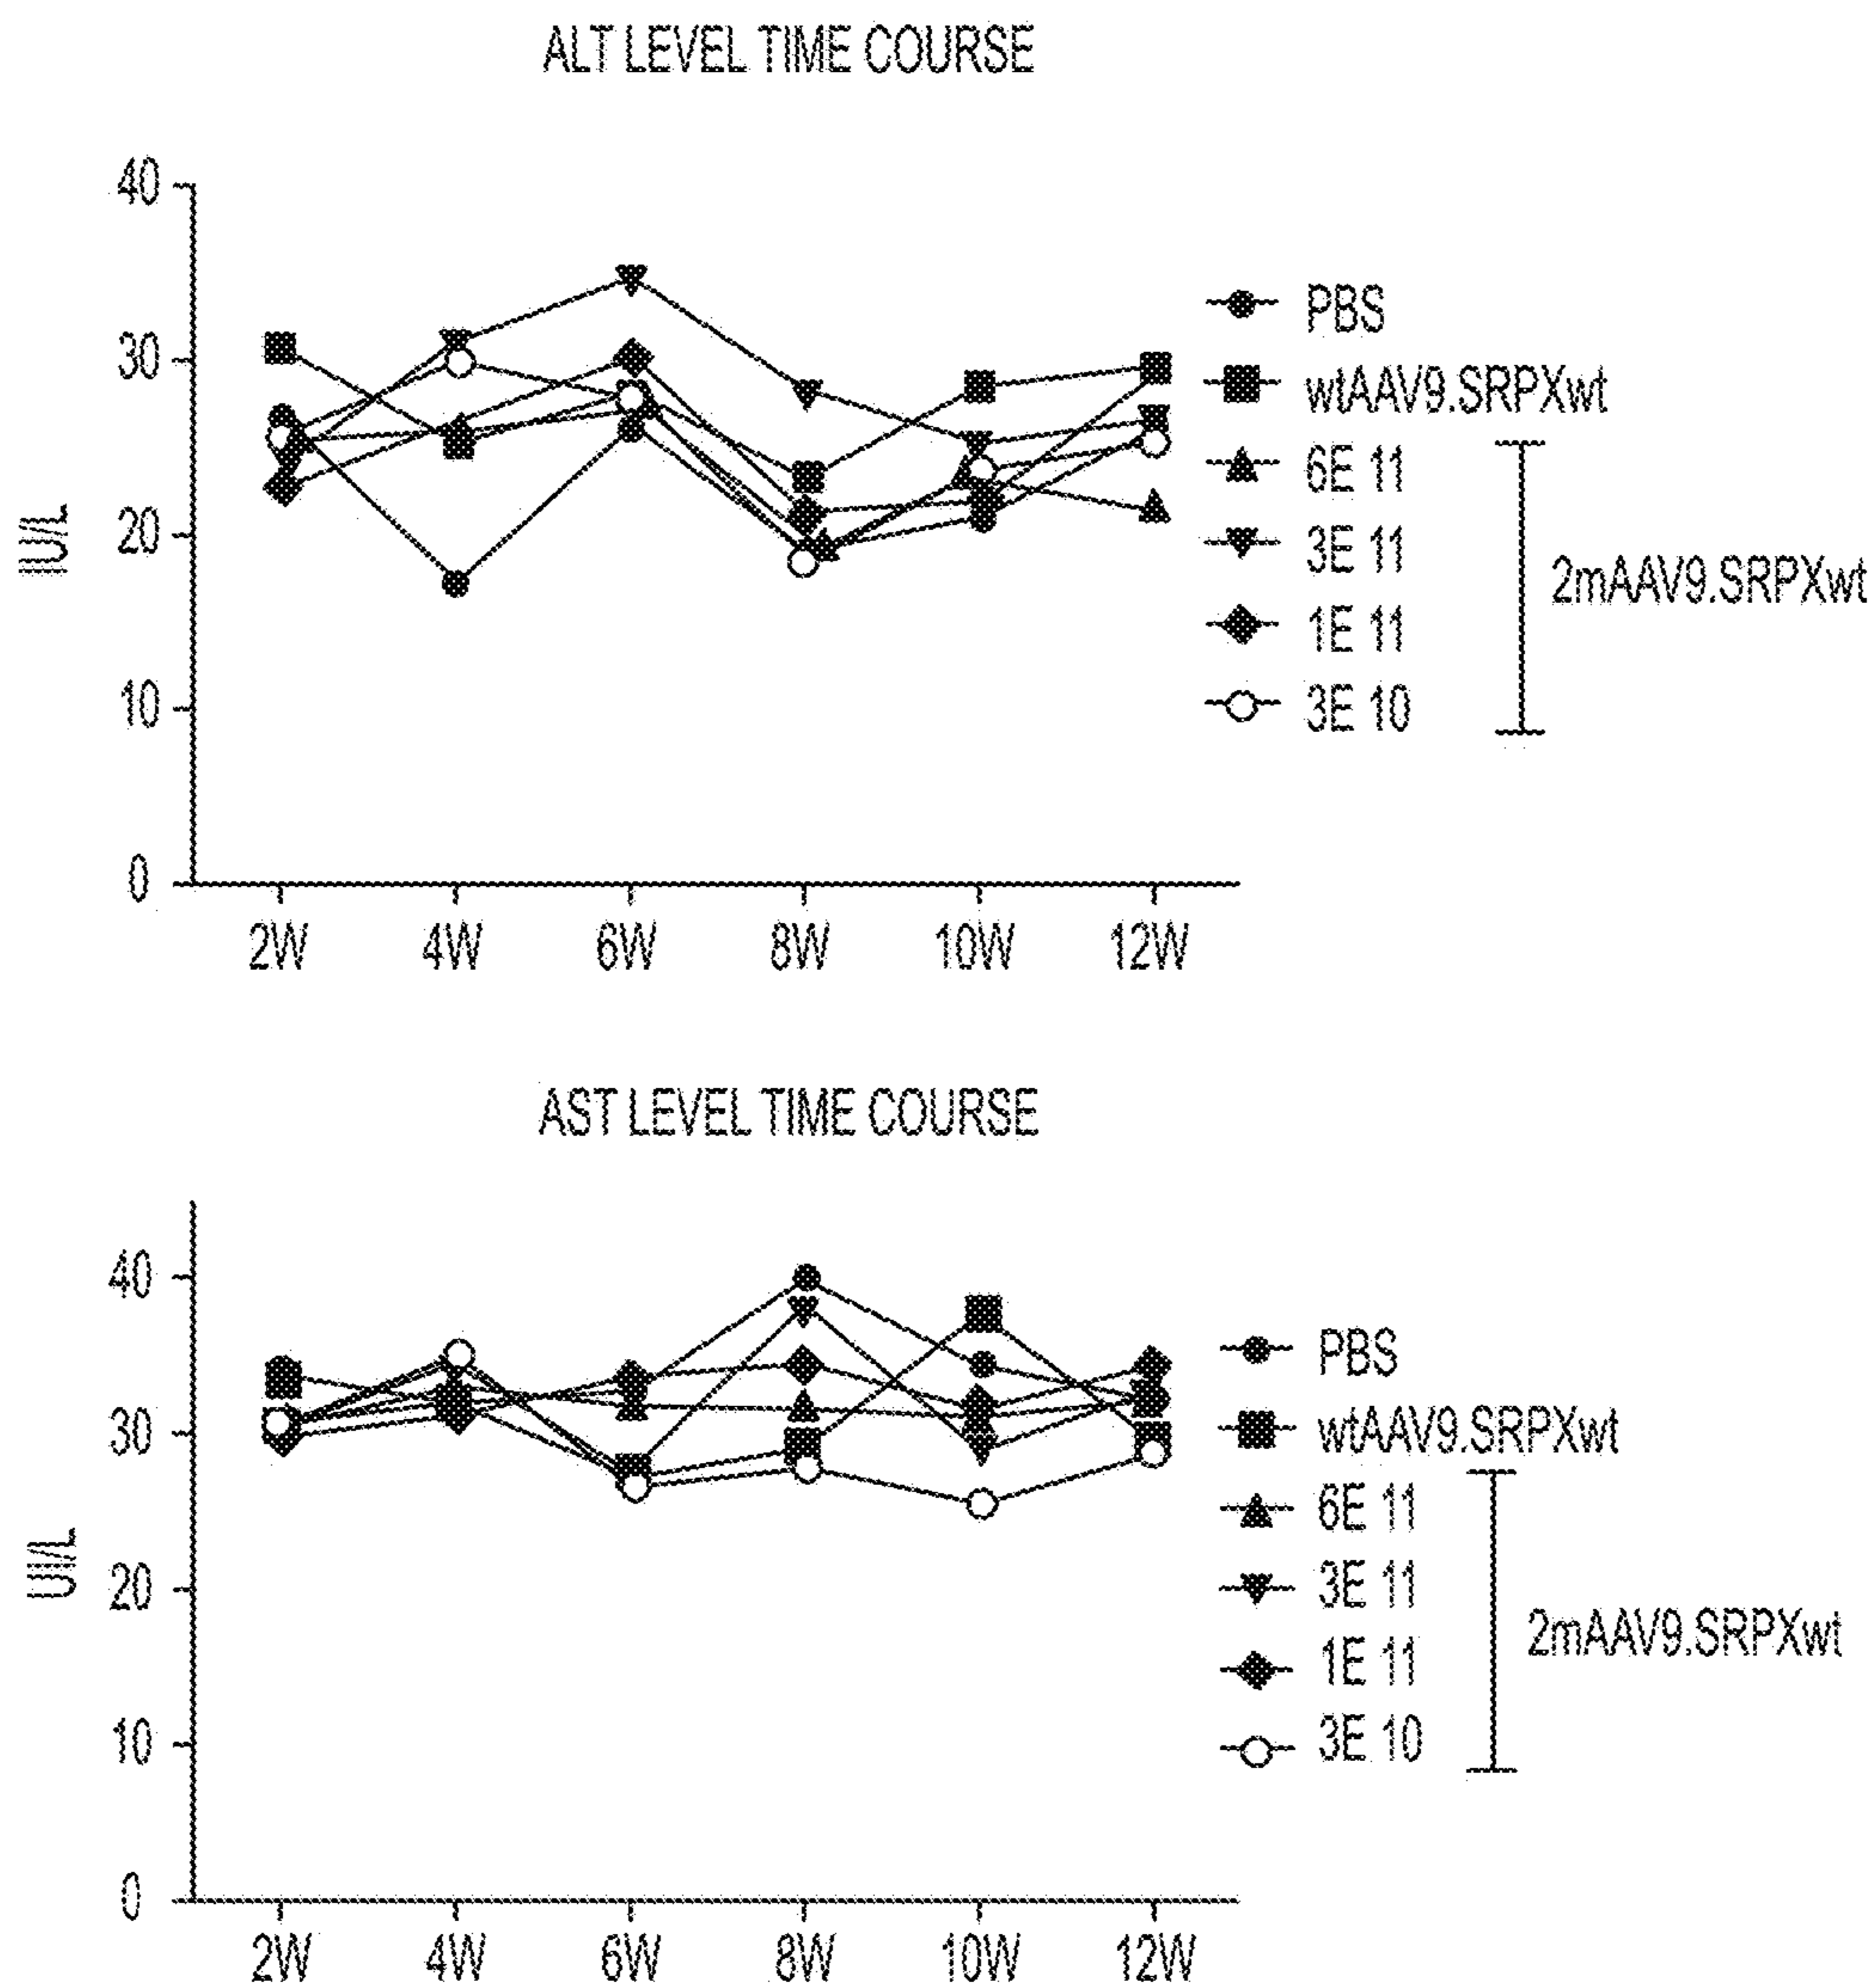 ALT LEVEL TIME COURSE
40
30
20
10
0
IU/L
2W 4W 6W 8W 10W 12W
PBS
wtAAV9.SRPXwt
6E 11
3E 11
1E 11
3E 10
2mAAV9.SRPXwt
AST LEVEL TIME COURSE
40
30
20
10
0
UI/L
2W 4W 6W 8W 10W 12W
PBS
wtAAV9.SRPXwt
6E 11
3E 11
1E 11
3E 10
2mAAV9.SRPXwt